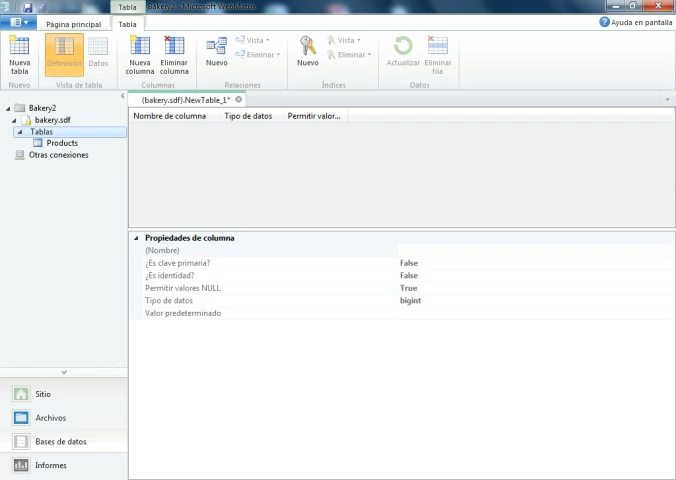 Tabla
Bakery2 - Microsoft WebMatrix
Página principal
Tabla
Ayuda en pantalla
Nueva tabla
Definición
Datos
Nueva columna
Eliminar columna
Nuevo
Vista
Eliminar
Nuevo
Vista
Eliminar
Actualizar
Eliminar fila
Nuevo
Vista de tabla
Columnas
Relaciones
Índices
Datos
(bakery.sdf).NewTable_1*
Bakery2
bakery.sdf
Tablas
Products
Otras conexiones
Nombre de columna
Tipo de datos
Permitir valor...
Propiedades de columna
(Nombre)
¿Es clave primaria? False
¿Es identidad? False
Permitir valores NULL True
Tipo de datos bigint
Valor predeterminado
Sitio
Archivos
Bases de datos
Informes